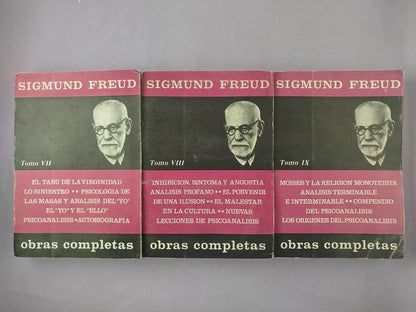 SIGMUND FREUD
Tomo VII
EL TABU DE LA VIRGINIDAD
LO SINIESTRO ** PSICOLOGIA DE
LAS MASAS Y ANALISIS DEL "YO"
EL "YO" Y EL "ELLO"
PSICOANALISIS * AUTOBIOGRAFIA
obras completas
SIGMUND FREUD
Tomo VIII
INHIBICION, SINTOMA Y ANGUSTIA
ANALISIS PROFANO ** EL PORVENIR
DE UNA ILUSION ** EL MALESTAR
EN LA CULTURA ** NUEVAS
LECCIONES DE PSICOANALISIS
obras completas
SIGMUND FREUD
Tomo IX
MOISES Y LA RELIGION MONOTEISTA
ANALISIS TERMINABLE
E INTERMINABLE ** COMPENDIO
DEL PSICOANALISIS
LOS ORIGENES DEL PSICOANALISIS
obras completas